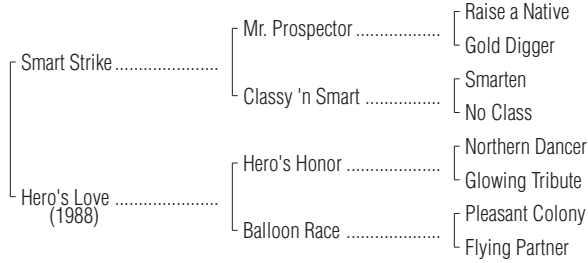 Raise a Native
Mr. Prospector ..................
Gold Digger
Smart Strike ......................
Smarten
Classy 'n Smart ................
No Class
Northern Dancer
Hero's Honor ....................
Glowing Tribute
Hero's Love ......................
(1988)
Pleasant Colony
Balloon Race ....................
Flying Partner